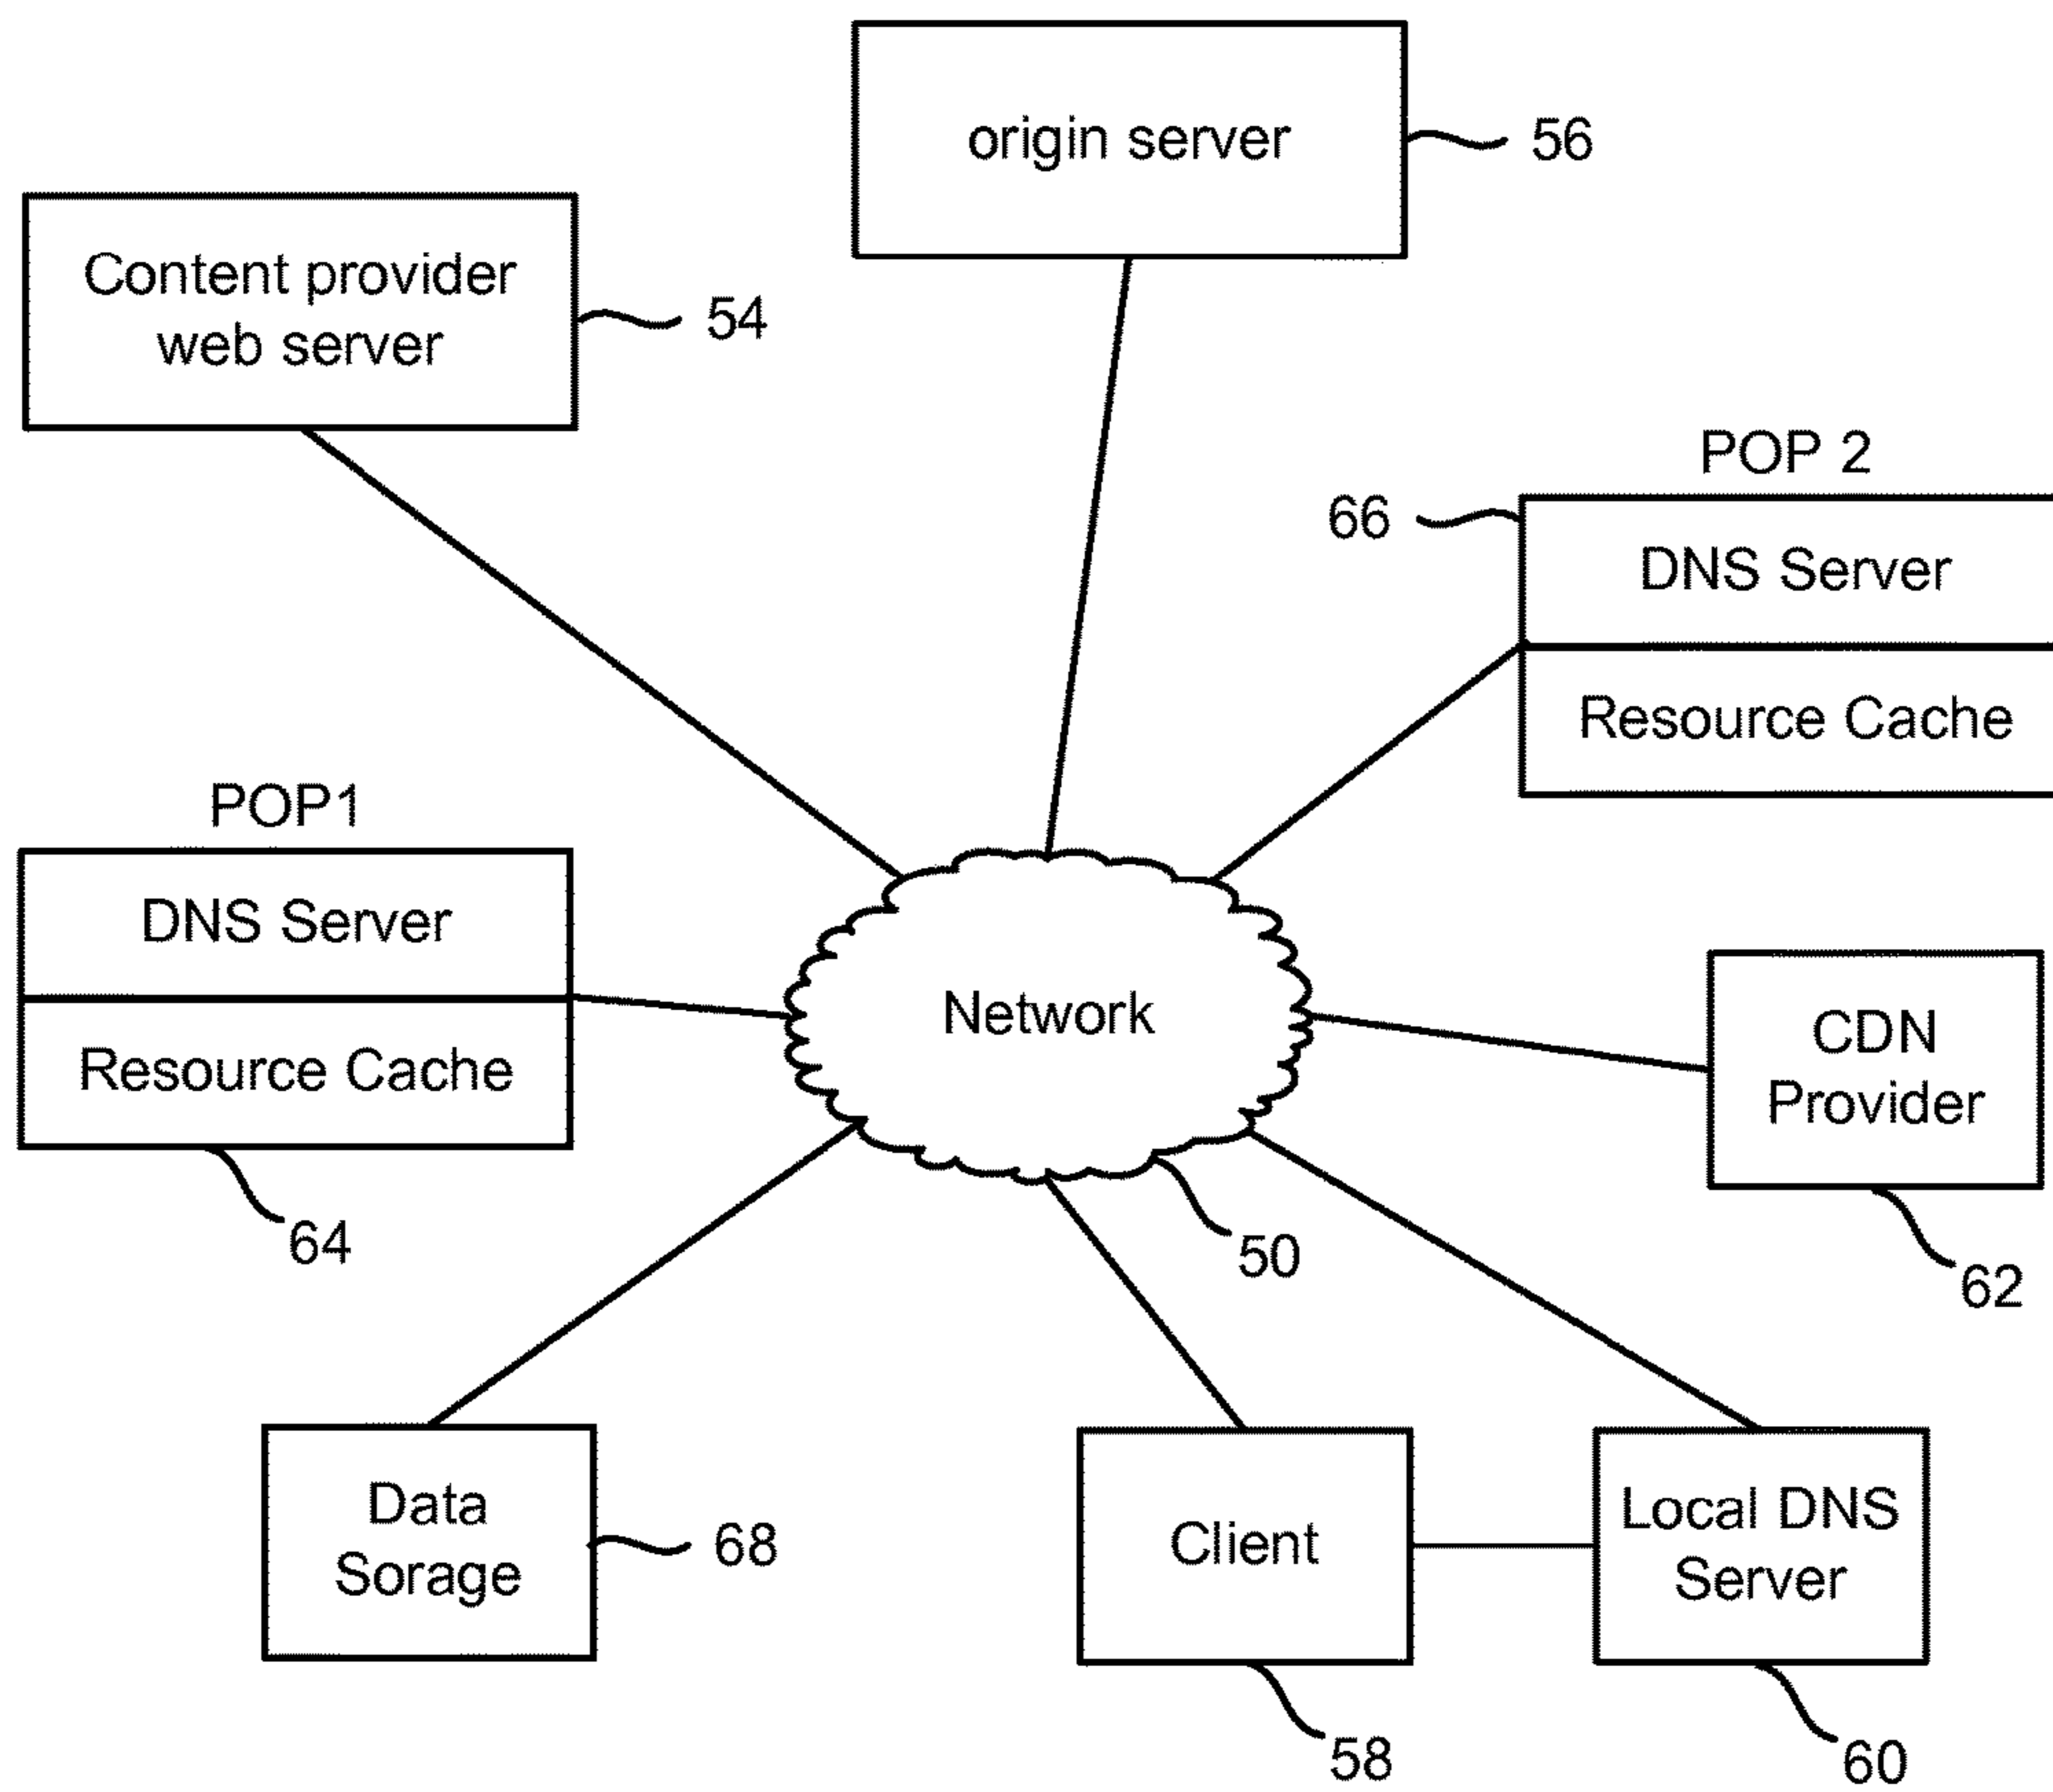 origin server
56
Content provider
web server
54
POP 2
66
DNS Server
Resource Cache
POP1
DNS Server
Resource Cache
64
Network
50
CDN
Provider
62
Data
Sorage
68
Client
58
Local DNS
Server
60